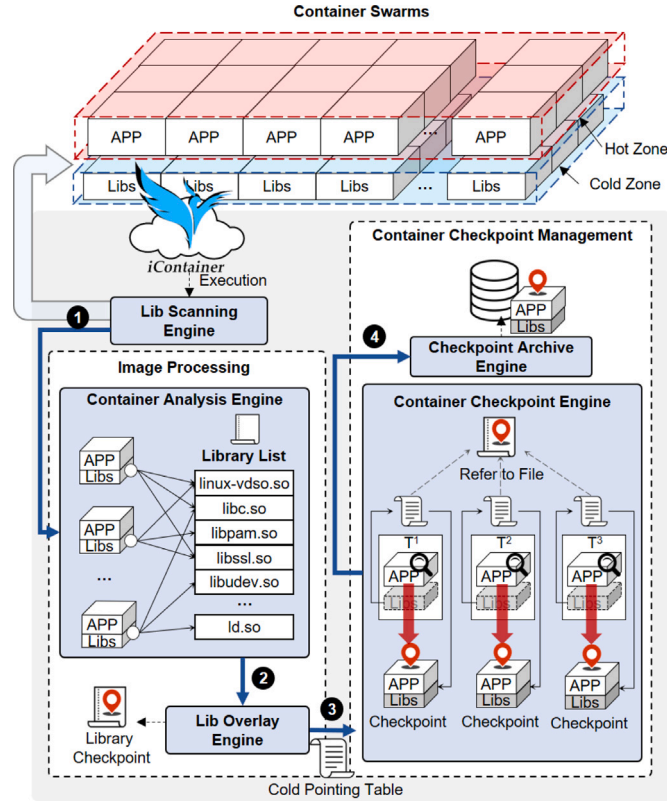 Container Swarms
APP APP APP APP ... APP
Hot Zone
Libs Libs Libs Libs ... Libs
Cold Zone
iContainer
Execution
1
Lib Scanning
Engine
Image Processing
Container Analysis Engine
Library List
APP
Libs
APP
Libs
...
APP
Libs
linux-vdso.so
libc.so
libpam.so
libssl.so
libudev.so
...
ld.so
2
Lib Overlay
Engine
Library
Checkpoint
3
Cold Pointing Table
Container Checkpoint Management
APP
Libs
4
Checkpoint Archive
Engine
Container Checkpoint Engine
Refer to File
T1 T2 T3
APP APP APP
Libs Libs Libs
APP APP APP
Libs Libs Libs
Checkpoint Checkpoint Checkpoint